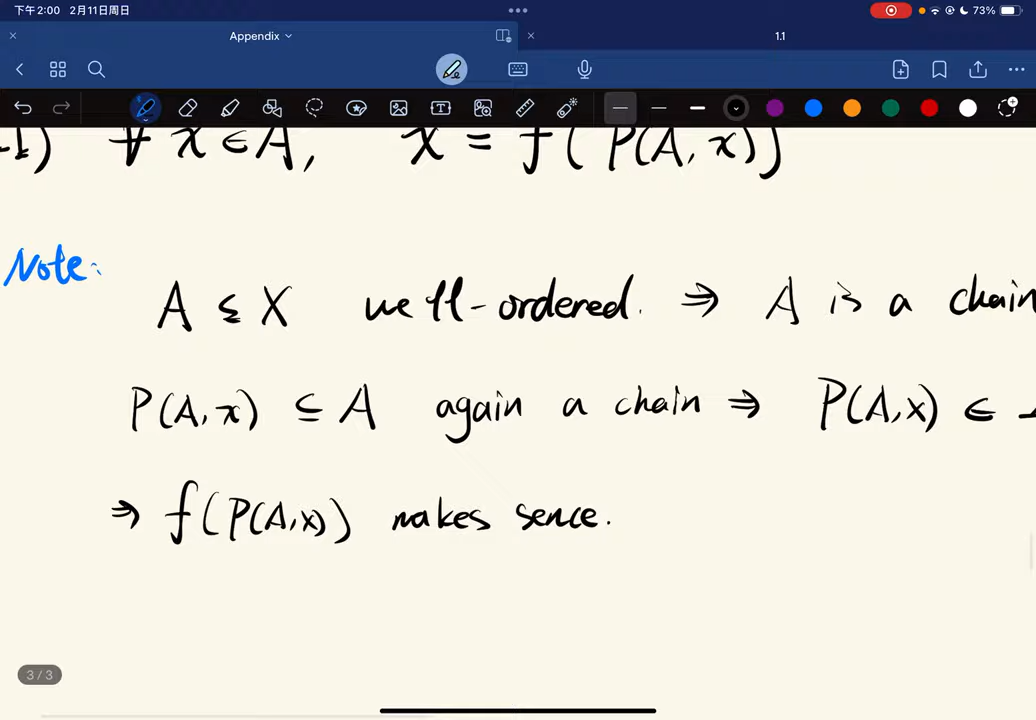 下午2:00 2月11日周日
73%
Appendix
1.1
∀ x ∈ A, x = f(P(A, x))
Note:
A ⊆ X well-ordered. ⇒ A is a chain
P(A, x) ⊆ A again a chain ⇒ P(A, x) ∈
⇒ f(P(A, x)) makes sence.
3 / 3